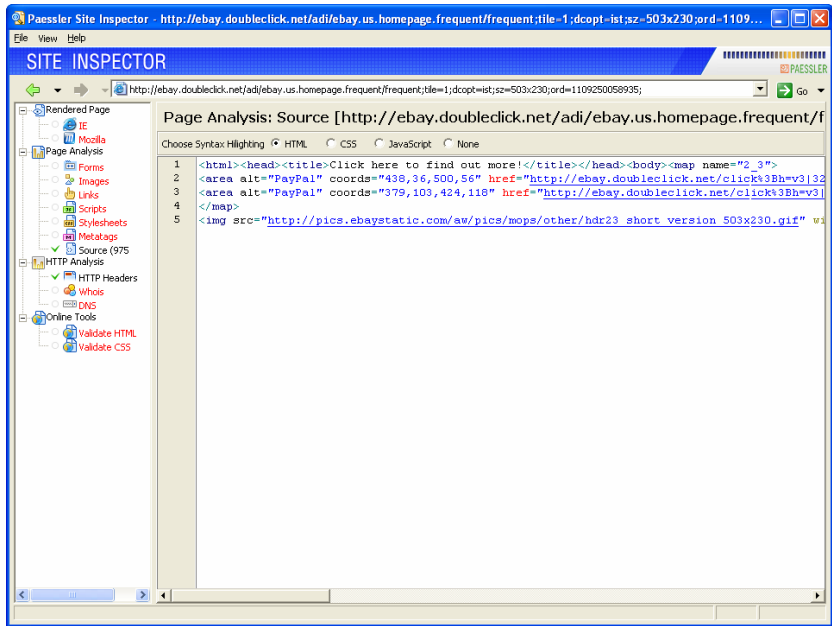 Paessler Site Inspector - http://ebay.doubleclick.net/adi/ebay.us.homepage.frequent/frequent;tile=1;dcopt=ist;sz=503x230;ord=1109...
File View Help
SITE INSPECTOR
PAESSLER
http://ebay.doubleclick.net/adi/ebay.us.homepage.frequent/frequent;tile=1;dcopt=ist;sz=503x230;ord=1109250058935;
Go
Rendered Page
IE
Mozilla
Page Analysis
Forms
Images
Links
Scripts
Stylesheets
Metatags
Source (975
HTTP Analysis
HTTP Headers
Whois
DNS
Online Tools
Validate HTML
Validate CSS
Page Analysis: Source [http://ebay.doubleclick.net/adi/ebay.us.homepage.frequent/f
Choose Syntax Hilighting HTML CSS JavaScript None
1 <html><head><title>Click here to find out more!</title></head><body><map name="2_3">
2 <area alt="PayPal" coords="438,36,500,56" href="http://ebay.doubleclick.net/click%3Bh=v3|32
3 <area alt="PayPal" coords="379,103,424,118" href="http://ebay.doubleclick.net/click%3Bh=v3|
4 </map>
5 <img src="http://pics.ebaystatic.com/aw/pics/mops/other/hdr23_short_version_503x230.gif" wi